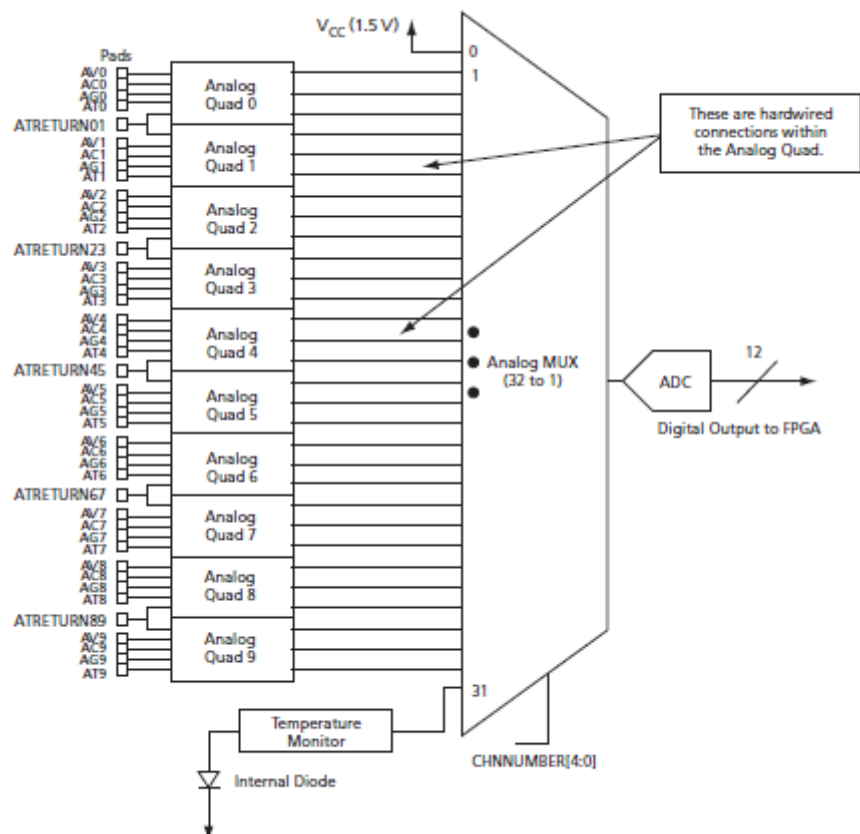 VCC (1.5 V)
Pads
0
1
AV0
AC0
AG0
AT0
Analog
Quad 0
ATRETURN01
AV1
AC1
AG1
AT1
Analog
Quad 1
These are hardwired
connections within
the Analog Quad.
AV2
AC2
AG2
AT2
Analog
Quad 2
ATRETURN23
AV3
AC3
AG3
AT3
Analog
Quad 3
AV4
AC4
AG4
AT4
Analog
Quad 4
ATRETURN45
Analog MUX
(32 to 1)
ADC
12
Digital Output to FPGA
AV5
AC5
AG5
AT5
Analog
Quad 5
AV6
AC6
AG6
AT6
Analog
Quad 6
ATRETURN67
AV7
AC7
AG7
AT7
Analog
Quad 7
AV8
AC8
AG8
AT8
Analog
Quad 8
ATRETURN89
AV9
AC9
AG9
AT9
Analog
Quad 9
31
Temperature
Monitor
CHNNUMBER[4:0]
Internal Diode